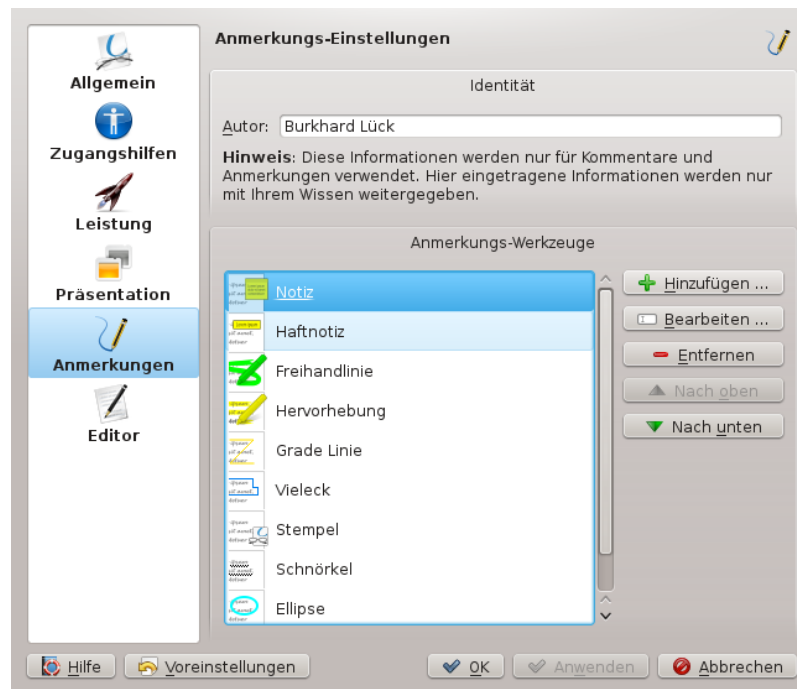 Allgemein
Zugangshilfen
Leistung
Präsentation
Anmerkungen
Editor
Anmerkungs-Einstellungen
Identität
Autor: Burkhard Lück
Hinweis: Diese Informationen werden nur für Kommentare und
Anmerkungen verwendet. Hier eingetragene Informationen werden nur
mit Ihrem Wissen weitergegeben.
Anmerkungs-Werkzeuge
Notiz
Haftnotiz
Freihandlinie
Hervorhebung
Grade Linie
Vieleck
Stempel
Schnörkel
Ellipse
Hinzufügen ...
Bearbeiten ...
Entfernen
Nach oben
Nach unten
Hilfe
Voreinstellungen
OK
Anwenden
Abbrechen